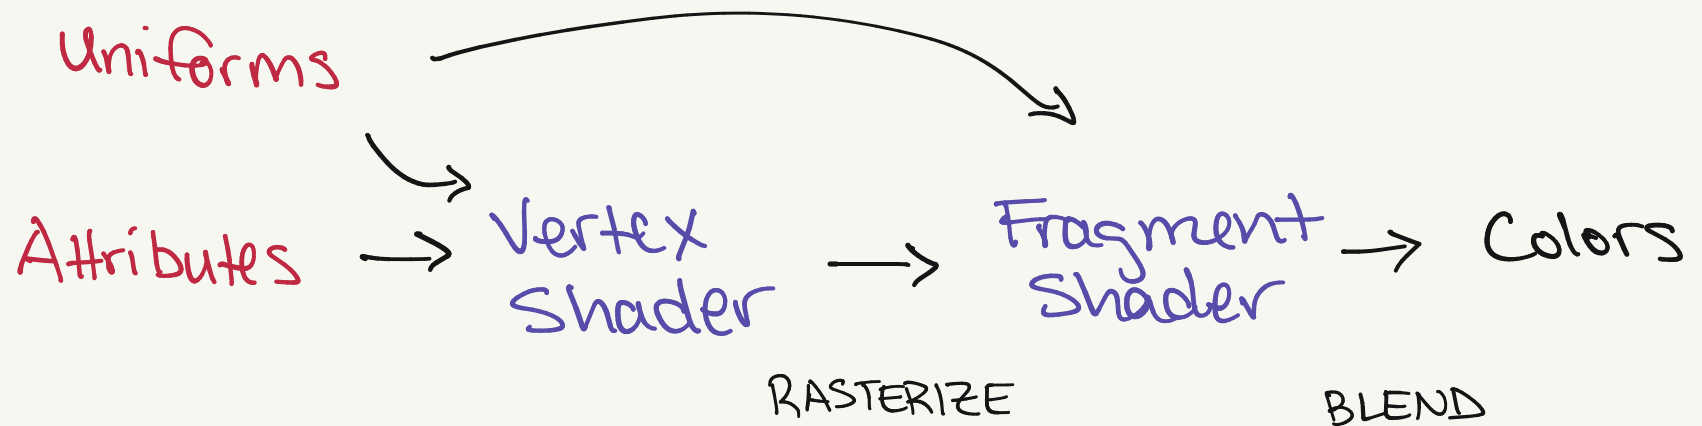 Uniforms
Attributes
Vertex
Shader
Fragment
Shader
Colors
RASTERIZE
BLEND